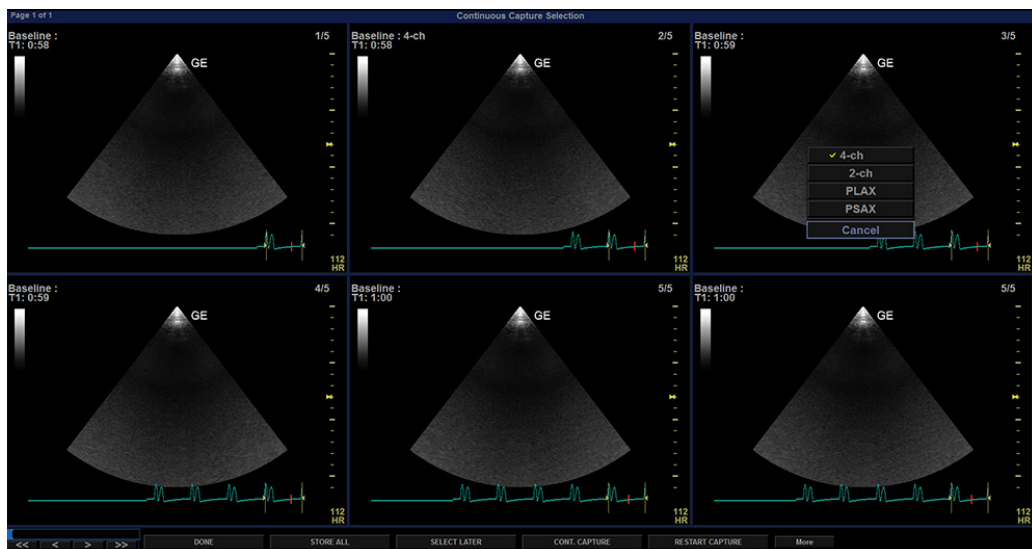 Page 1 of 1
Continuous Capture Selection
Baseline :
T1: 0:58
1/5
GE
112
HR
Baseline : 4-ch
T1: 0:58
2/5
GE
112
HR
Baseline :
T1: 0:59
3/5
GE
✓ 4-ch
2-ch
PLAX
PSAX
Cancel
112
HR
Baseline :
T1: 0:59
4/5
GE
112
HR
Baseline :
T1: 1:00
5/5
GE
112
HR
Baseline :
T1: 1:00
5/5
GE
112
HR
<< < > >> DONE STORE ALL SELECT LATER CONT. CAPTURE RESTART CAPTURE More